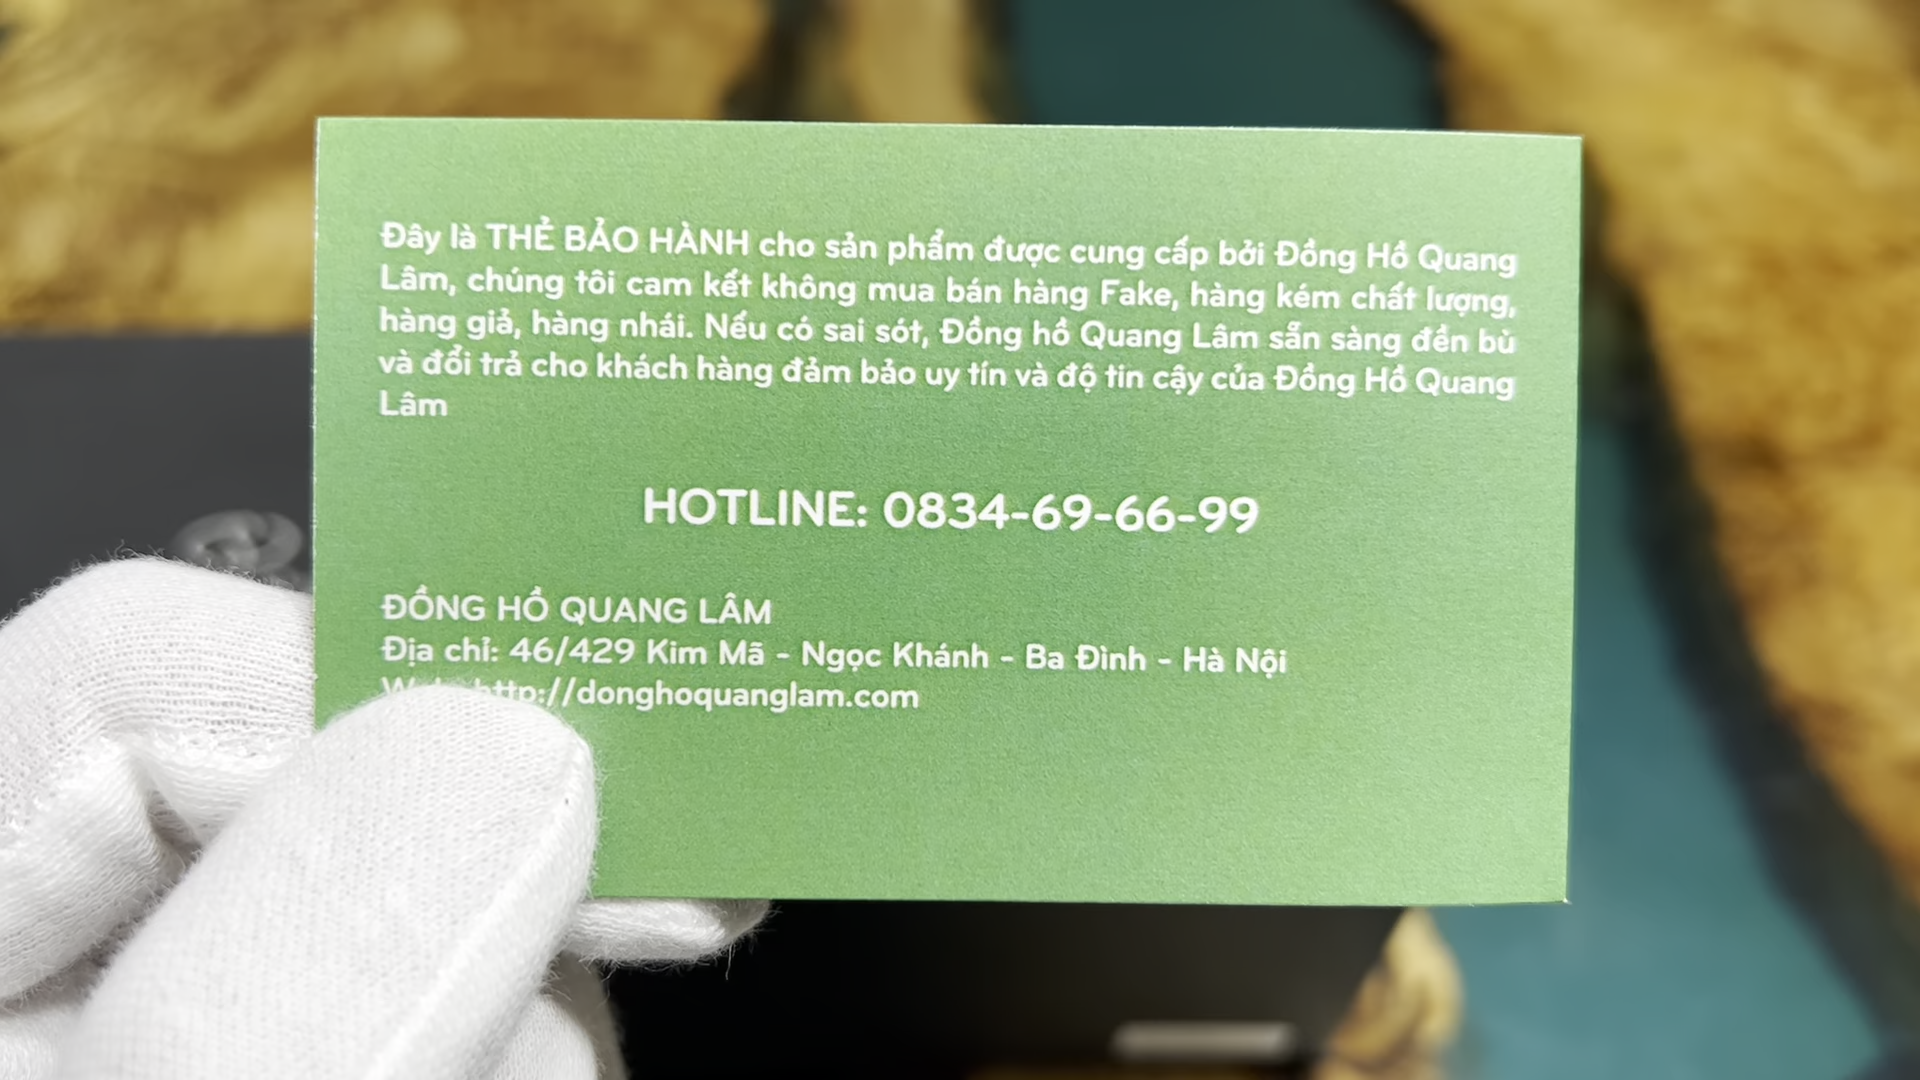 Đây là THẺ BẢO HÀNH cho sản phẩm được cung cấp bởi Đồng Hồ Quang
Lâm, chúng tôi cam kết không mua bán hàng Fake, hàng kém chất lượng,
hàng giả, hàng nhái. Nếu có sai sót, Đồng hồ Quang Lâm sẵn sàng đền bù
và đổi trả cho khách hàng đảm bảo uy tín và độ tin cậy của Đồng Hồ Quang
Lâm
HOTLINE: 0834-69-66-99
ĐỒNG HỒ QUANG LÂM
Địa chỉ: 46/429 Kim Mã - Ngọc Khánh - Ba Đình - Hà Nội
http://donghoquanglam.com